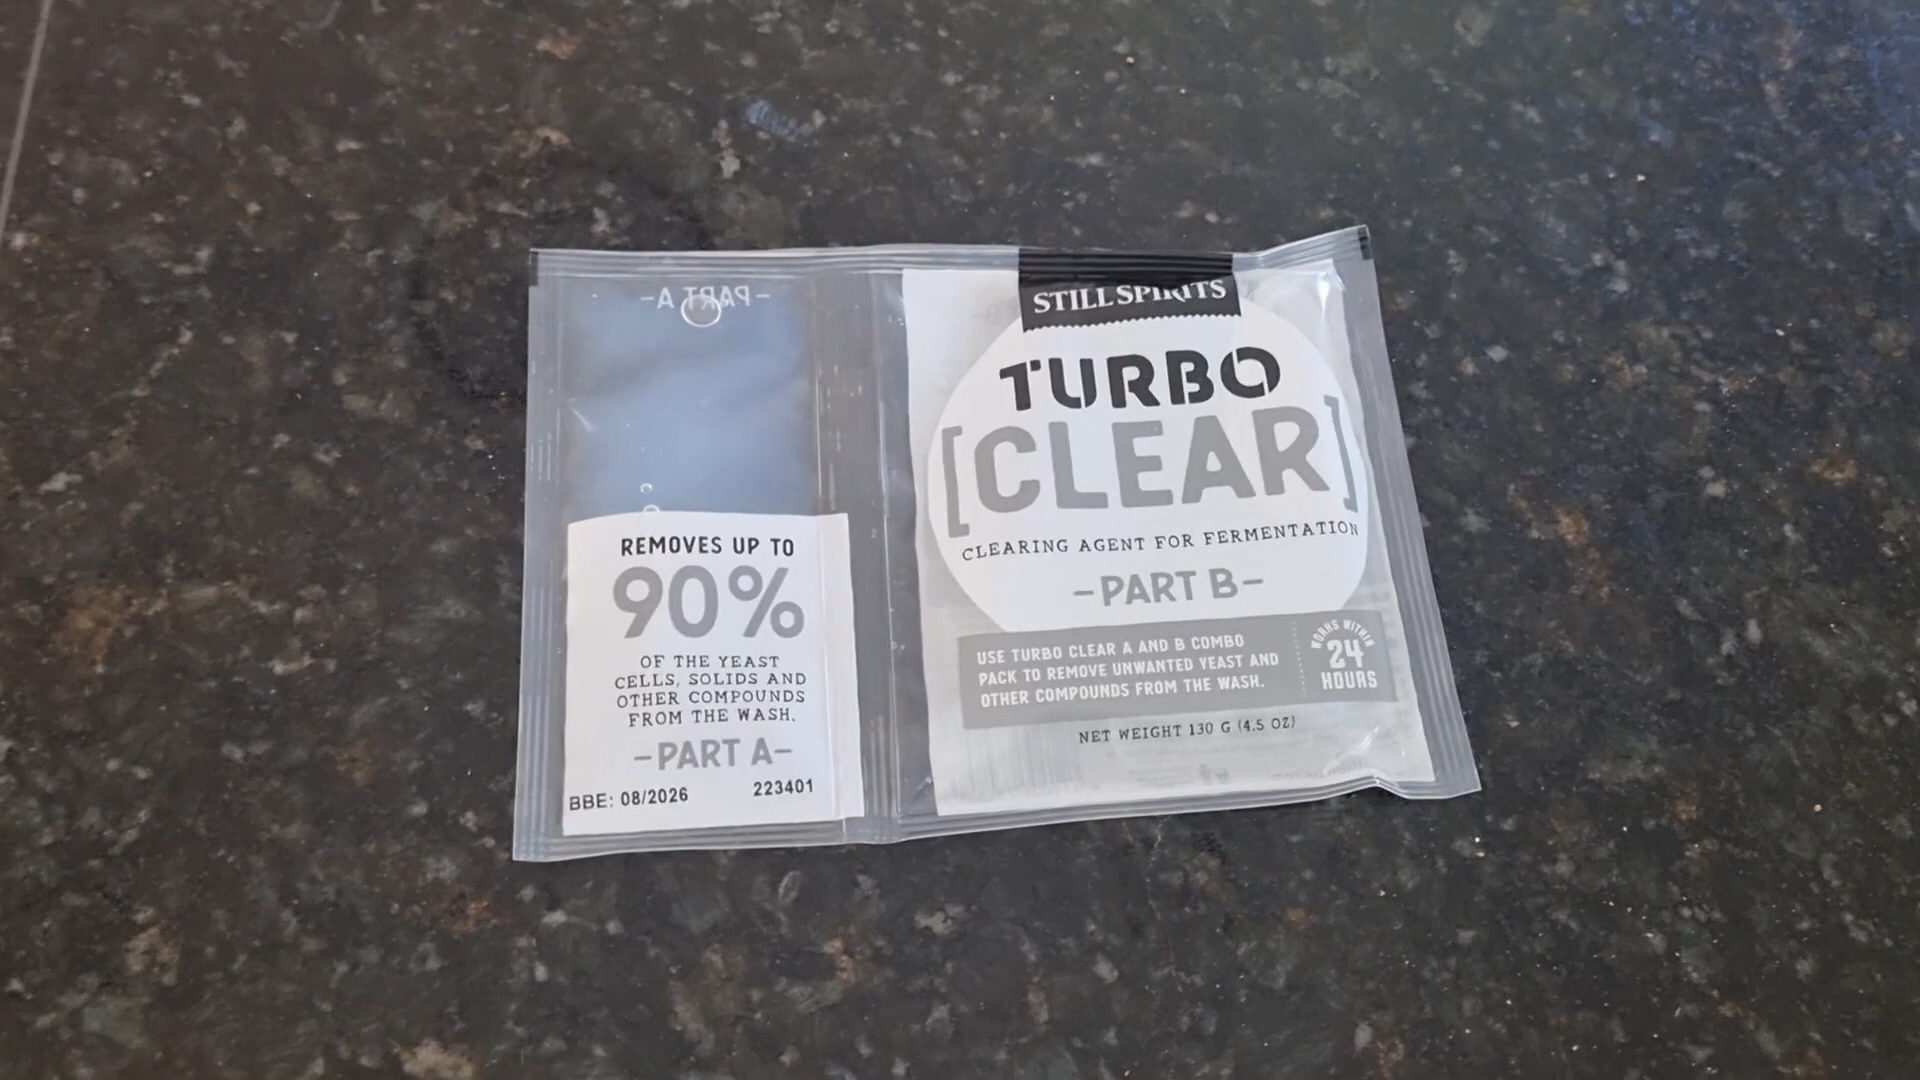 -PART A-
REMOVES UP TO
90%
OF THE YEAST
CELLS, SOLIDS AND
OTHER COMPOUNDS
FROM THE WASH.
-PART A-
BBE: 08/2026 223401
STILL SPIRITS
TURBO
[CLEAR]
CLEARING AGENT FOR FERMENTATION
-PART B-
USE TURBO CLEAR A AND B COMBO
PACK TO REMOVE UNWANTED YEAST AND
OTHER COMPOUNDS FROM THE WASH.
WORKS WITHIN
24
HOURS
NET WEIGHT 130 G (4.5 OZ)